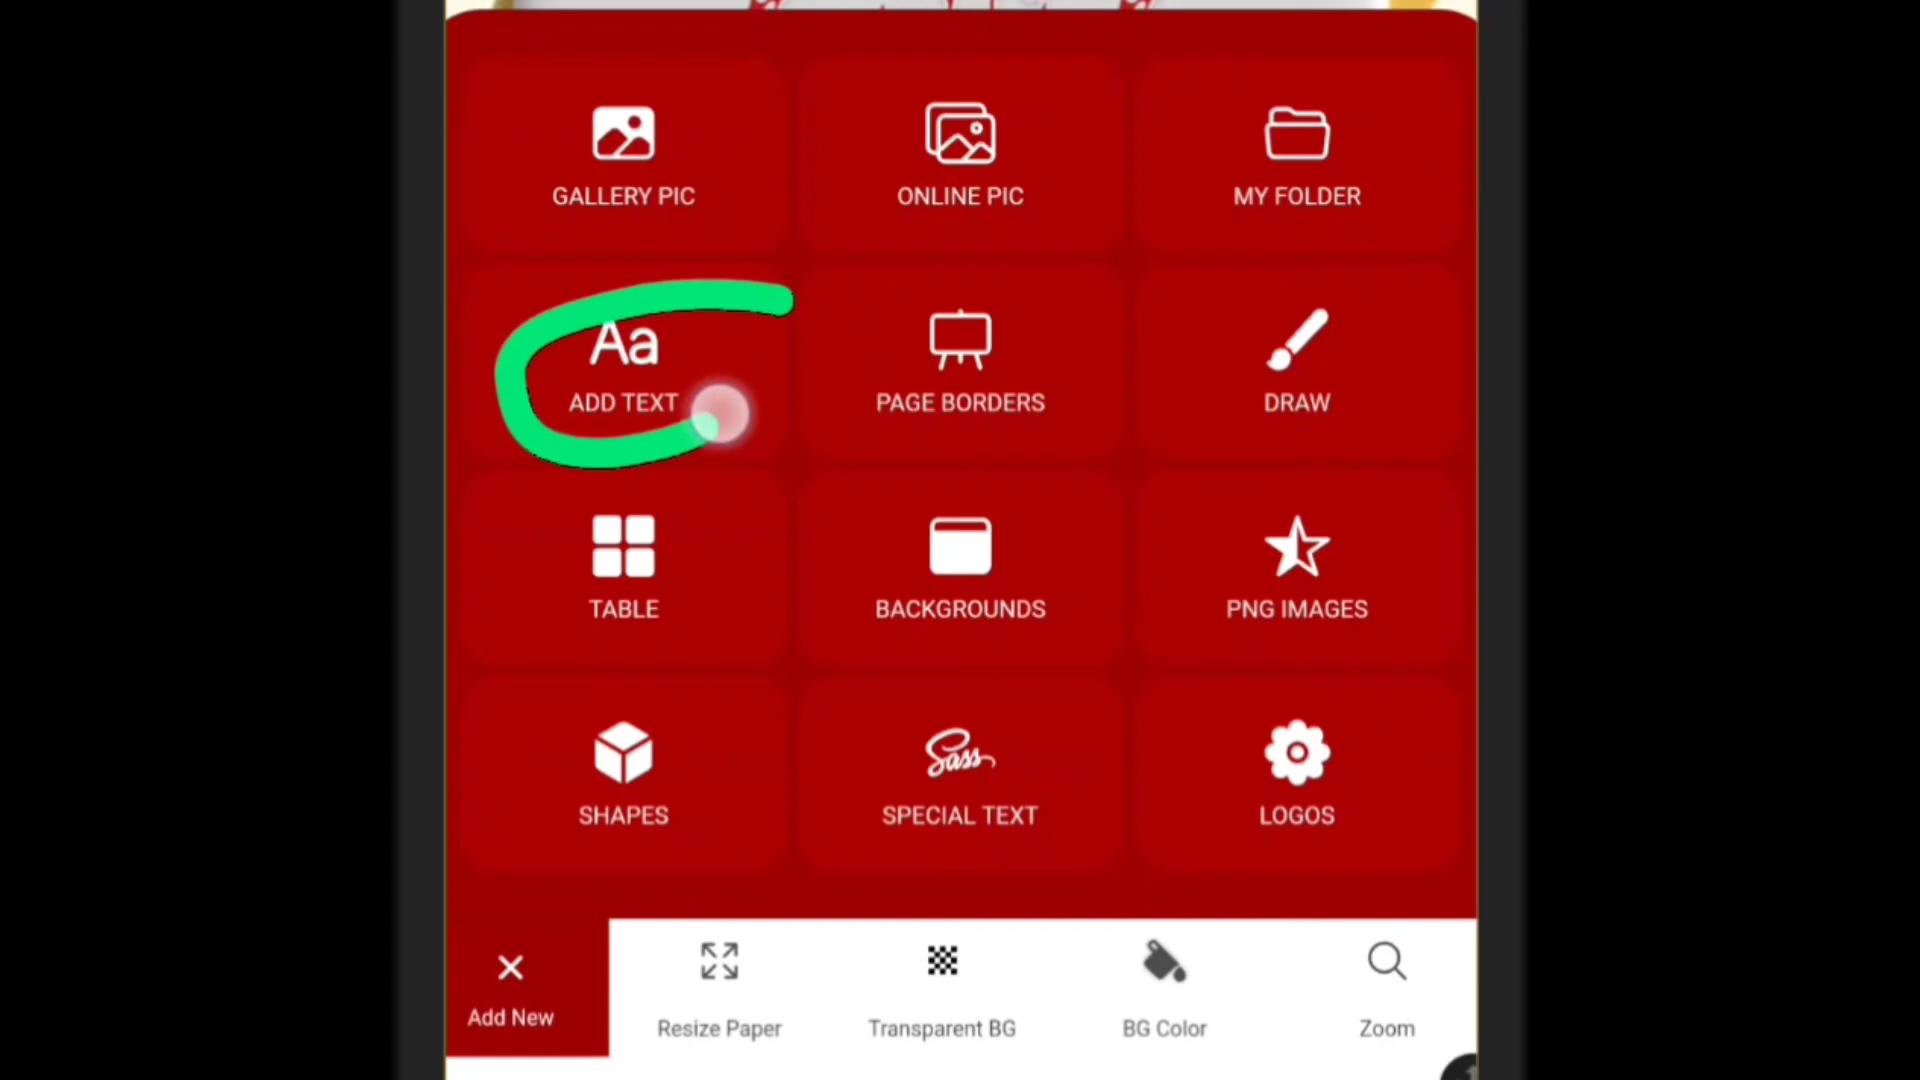 GALLERY PIC
ONLINE PIC
MY FOLDER
Aa
ADD TEXT
PAGE BORDERS
DRAW
TABLE
BACKGROUNDS
PNG IMAGES
SHAPES
Sass
SPECIAL TEXT
LOGOS
Add New
Resize Paper
Transparent BG
BG Color
Zoom